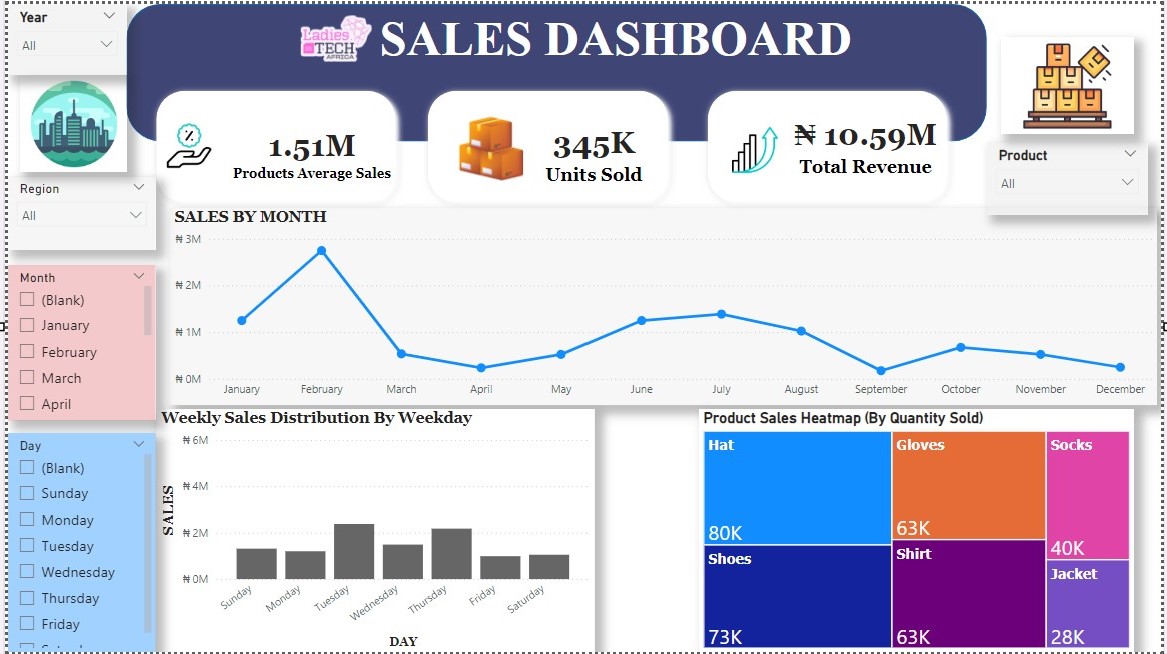 Year
All
Ladies
in TECH
AFRICA
SALES DASHBOARD
1.51M
Products Average Sales
345K
Units Sold
₦ 10.59M
Total Revenue
Product
All
Region
All
Month
(Blank)
January
February
March
April
Day
(Blank)
Sunday
Monday
Tuesday
Wednesday
Thursday
Friday
SALES BY MONTH
₦ 3M
₦ 2M
₦ 1M
₦ 0M
January February March April May June July August September October November December
Weekly Sales Distribution By Weekday
SALES
₦ 6M
₦ 4M
₦ 2M
₦ 0M
Sunday Monday Tuesday Wednesday Thursday Friday Saturday
DAY
Product Sales Heatmap (By Quantity Sold)
Hat
80K
Shoes
73K
Gloves
63K
Shirt
63K
Socks
40K
Jacket
28K